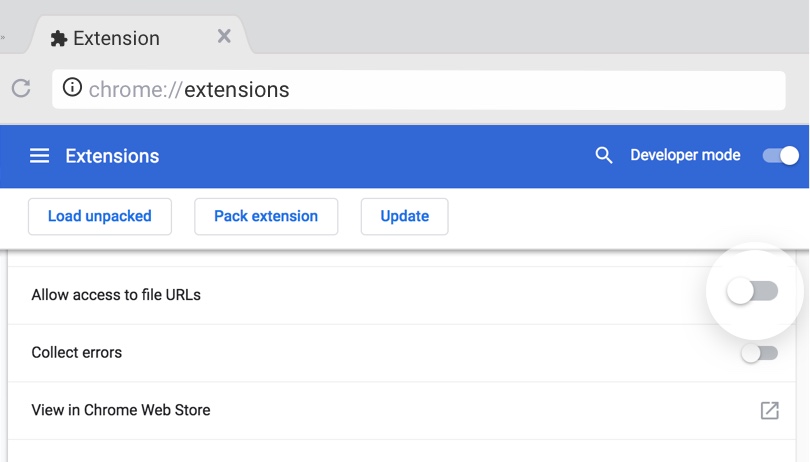 »
Extension
chrome://extensions
Extensions
Developer mode
Load unpacked
Pack extension
Update
Allow access to file URLs
Collect errors
View in Chrome Web Store